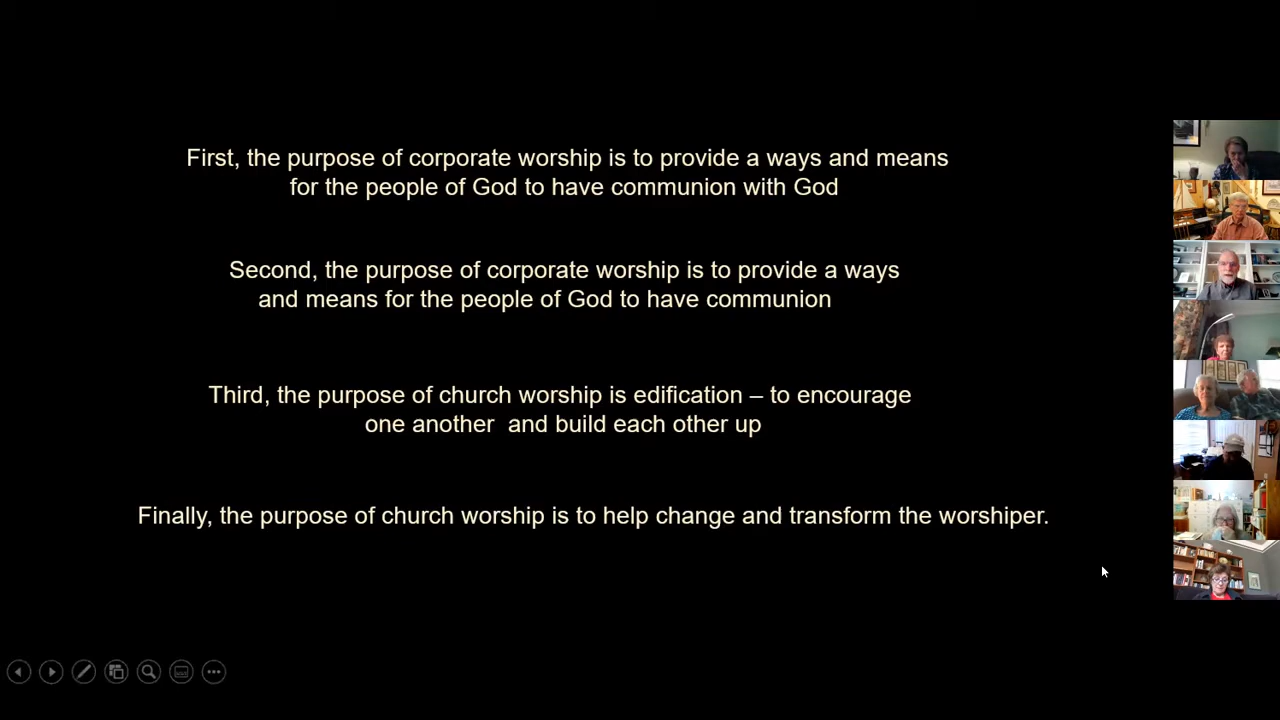 First, the purpose of corporate worship is to provide a ways and means
for the people of God to have communion with God
Second, the purpose of corporate worship is to provide a ways
and means for the people of God to have communion
Third, the purpose of church worship is edification – to encourage
one another  and build each other up
Finally, the purpose of church worship is to help change and transform the worshiper.